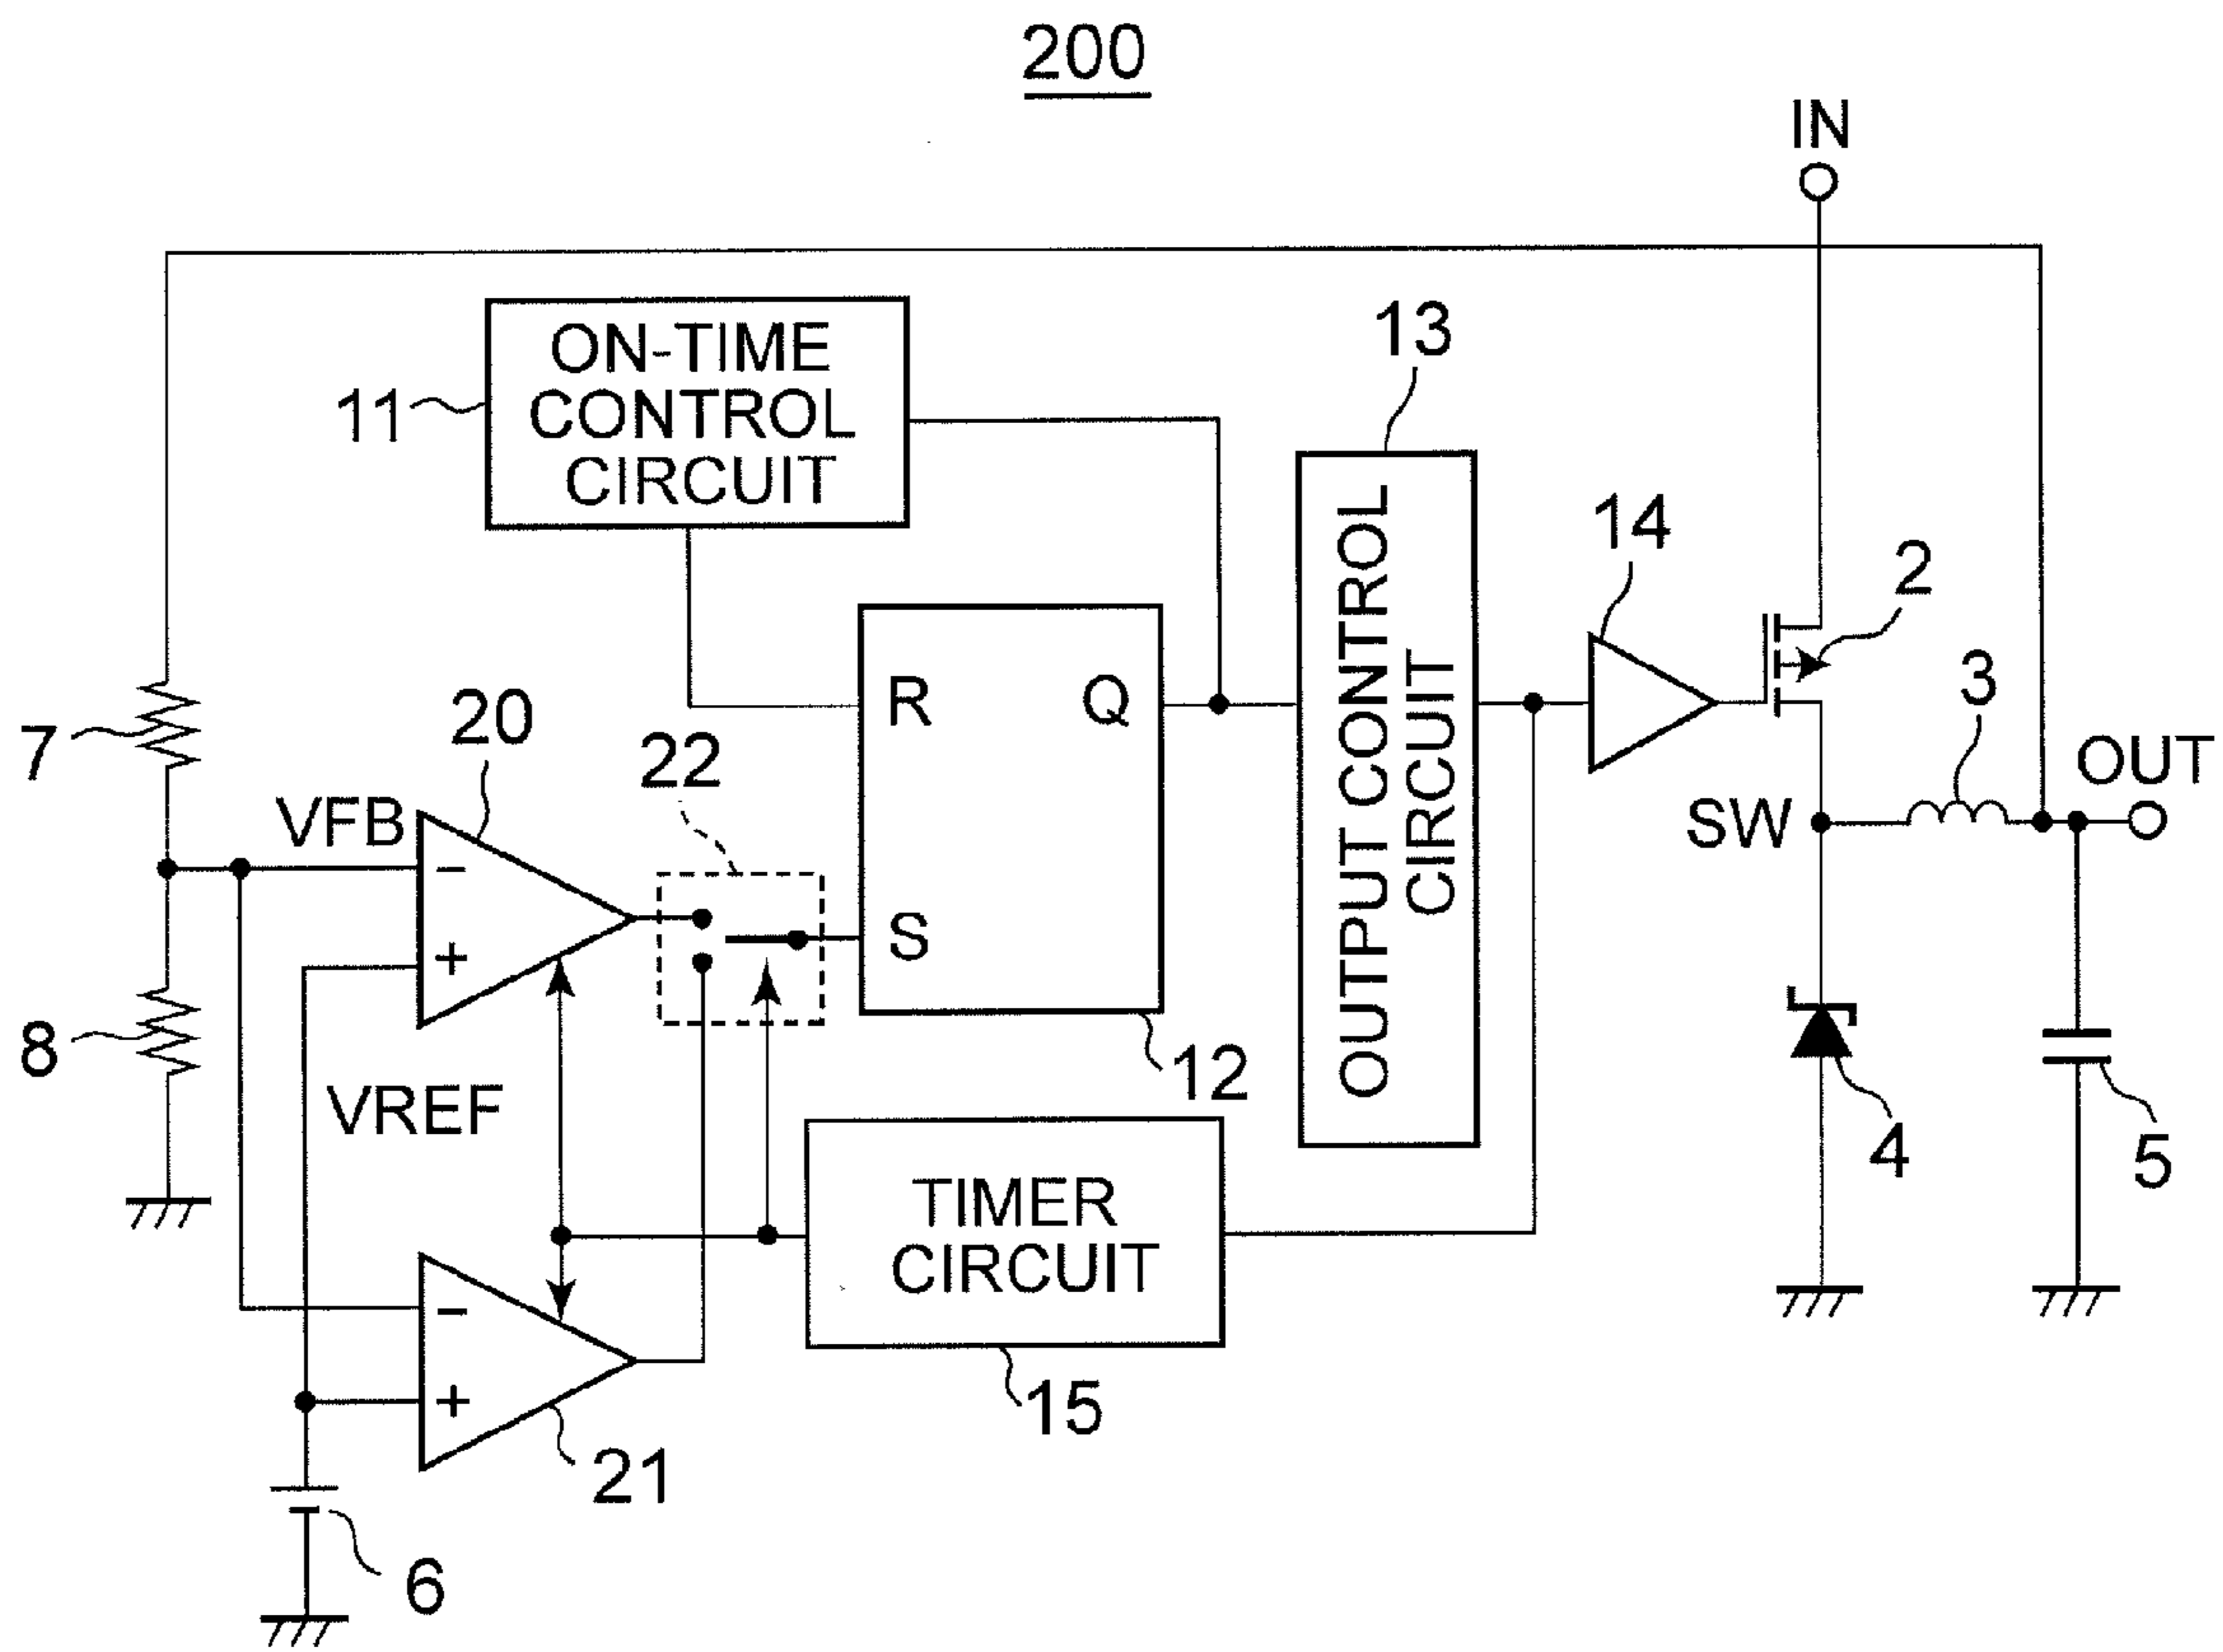 200
IN
ON-TIME
CONTROL
CIRCUIT
11
13
14
2
3
OUT
SW
OUTPUT CONTROL
CIRCUIT
R
Q
S
12
7
20
22
VFB
-
+
8
VREF
TIMER
CIRCUIT
15
4
5
-
+
21
6